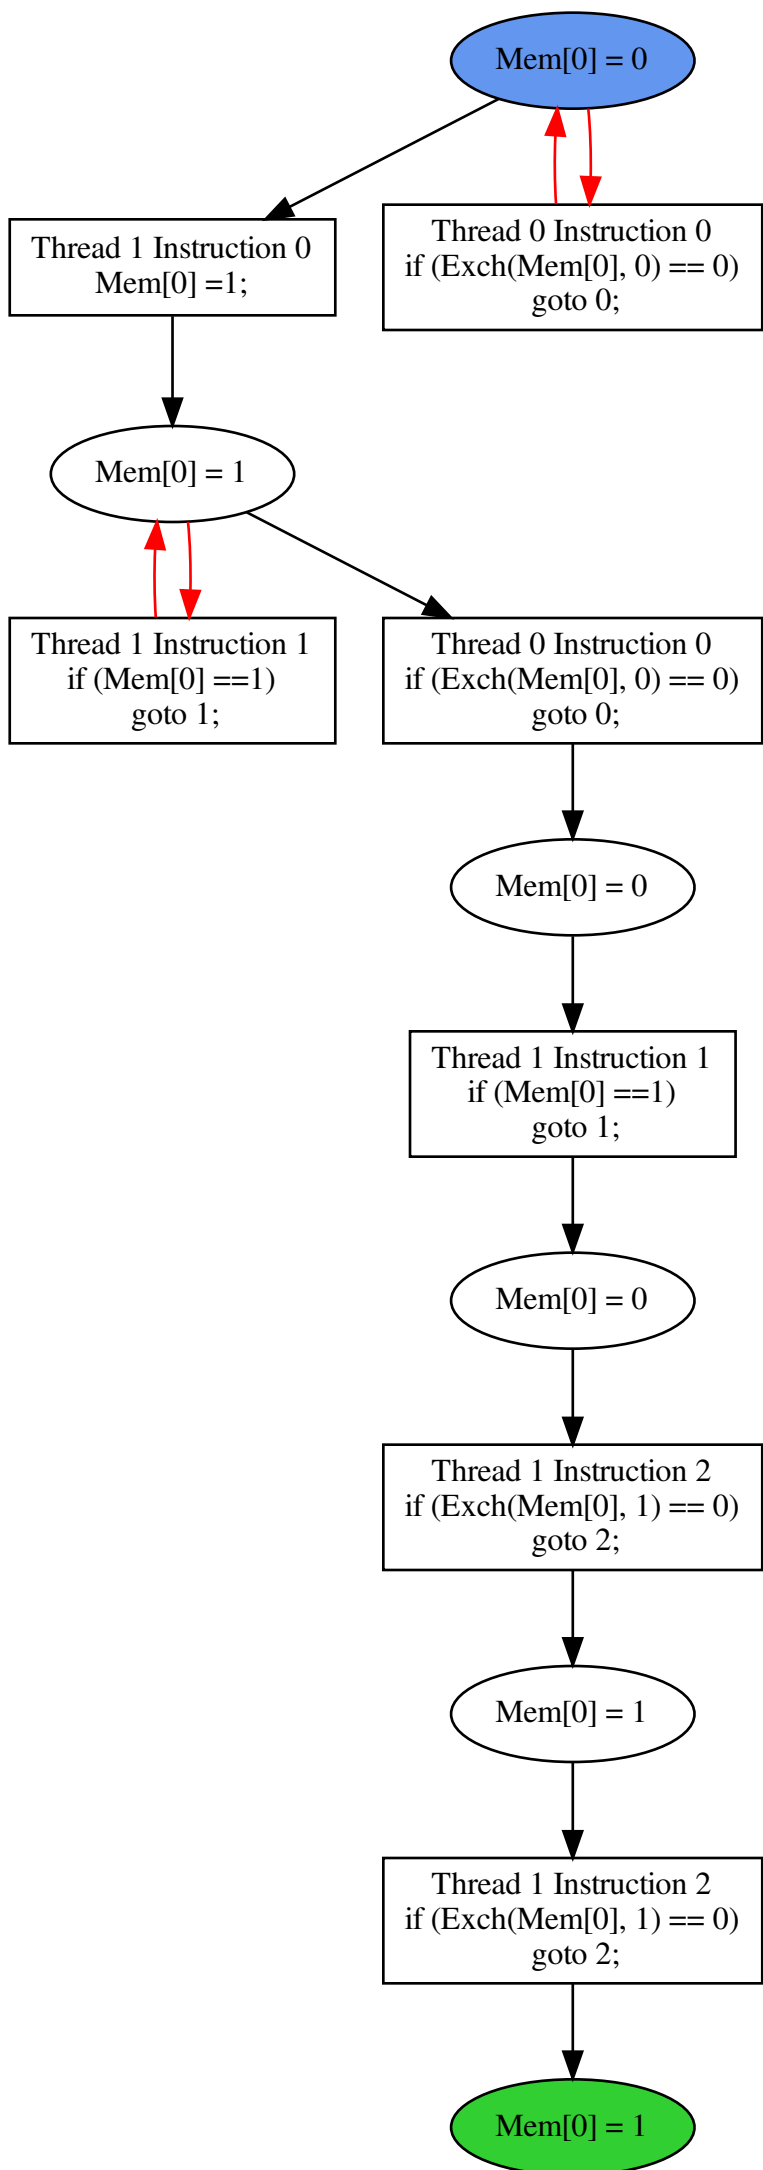 Mem[0] = 0
Thread 1 Instruction 0
Mem[0] =1;
Thread 0 Instruction 0
if (Exch(Mem[0], 0) == 0)
goto 0;
Mem[0] = 1
Thread 1 Instruction 1
if (Mem[0] ==1)
goto 1;
Thread 0 Instruction 0
if (Exch(Mem[0], 0) == 0)
goto 0;
Mem[0] = 0
Thread 1 Instruction 1
if (Mem[0] ==1)
goto 1;
Mem[0] = 0
Thread 1 Instruction 2
if (Exch(Mem[0], 1) == 0)
goto 2;
Mem[0] = 1
Thread 1 Instruction 2
if (Exch(Mem[0], 1) == 0)
goto 2;
Mem[0] = 1